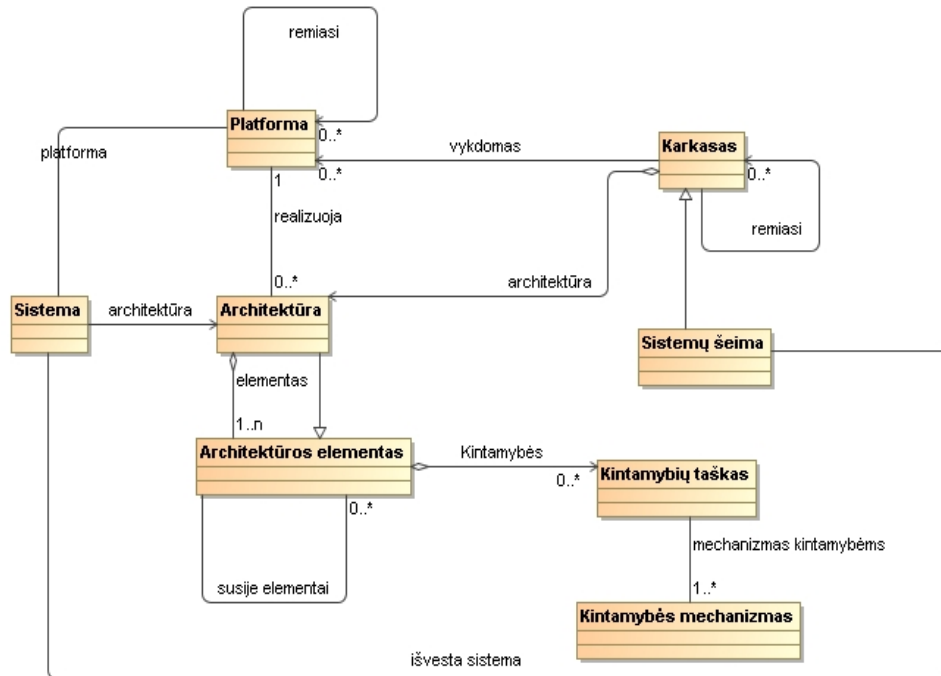 remiasi
Platforma
0..*
platforma
vykdomas
0..*
Karkasas
0..*
1
realizuoja
remiasi
0..*
architektūra
Sistema
architektūra
Architektūra
Sistemų šeima
elementas
1..n
Architektūros elementas
Kintamybės
0..*
Kintamybių taškas
0..*
susije elementai
mechanizmas kintamybėms
1..*
Kintamybės mechanizmas
išvesta sistema